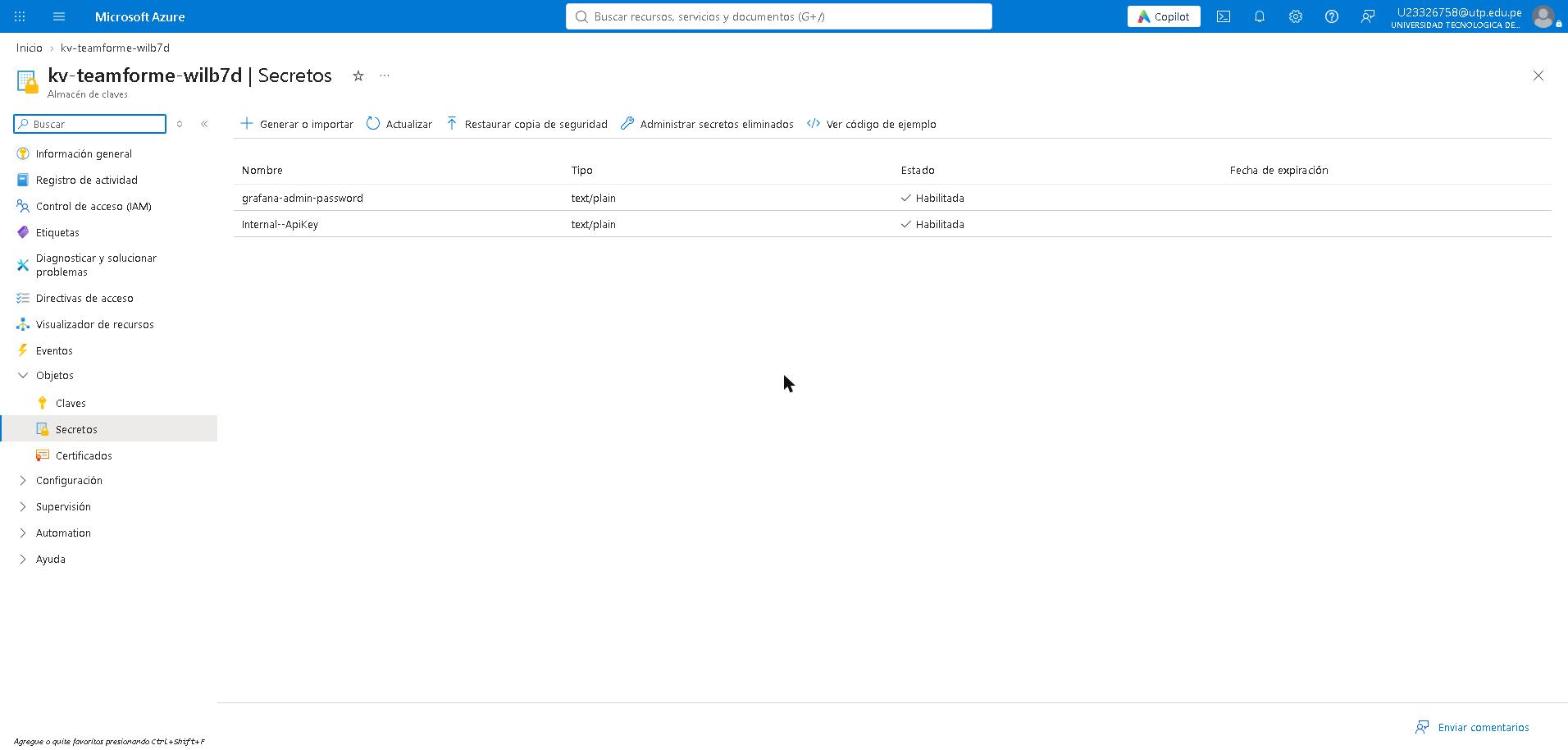 Microsoft Azure
Buscar recursos, servicios y documentos (G+/)
Copilot
U23326758@utp.edu.pe
UNIVERSIDAD TECNOLOGICA DE...
Inicio > kv-teamforme-wilb7d
kv-teamforme-wilb7d | Secretos
Almacén de claves
Buscar
Generar o importar
Actualizar
Restaurar copia de seguridad
Administrar secretos eliminados
Ver código de ejemplo
Información general
Registro de actividad
Control de acceso (IAM)
Etiquetas
Diagnosticar y solucionar
problemas
Directivas de acceso
Visualizador de recursos
Eventos
Objetos
Claves
Secretos
Certificados
Configuración
Supervisión
Automation
Ayuda
Nombre Tipo Estado Fecha de expiración
grafana-admin-password text/plain Habilitada
Internal--ApiKey text/plain Habilitada
Enviar comentarios
Agregue o quite favoritos presionando Ctrl+Shift+F